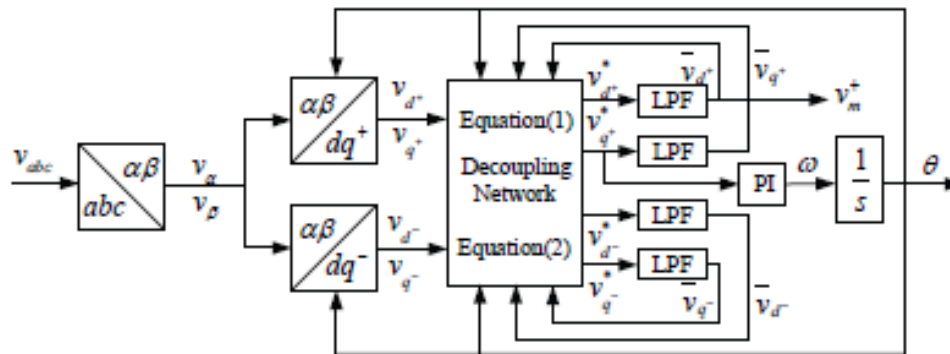 v_abc
αβ
abc
v_α
v_β
αβ
dq⁺
v_d⁺
v_q⁺
αβ
dq⁻
v_d⁻
v_q⁻
Equation(1)
Decoupling
Network
Equation(2)
v*_d⁺
v*_q⁺
v*_d⁻
v*_q⁻
LPF
LPF
LPF
LPF
v̅_d⁺
v̅_q⁺
v̅_q⁻
v̅_d⁻
v_m⁺
PI
ω
1
s
θ